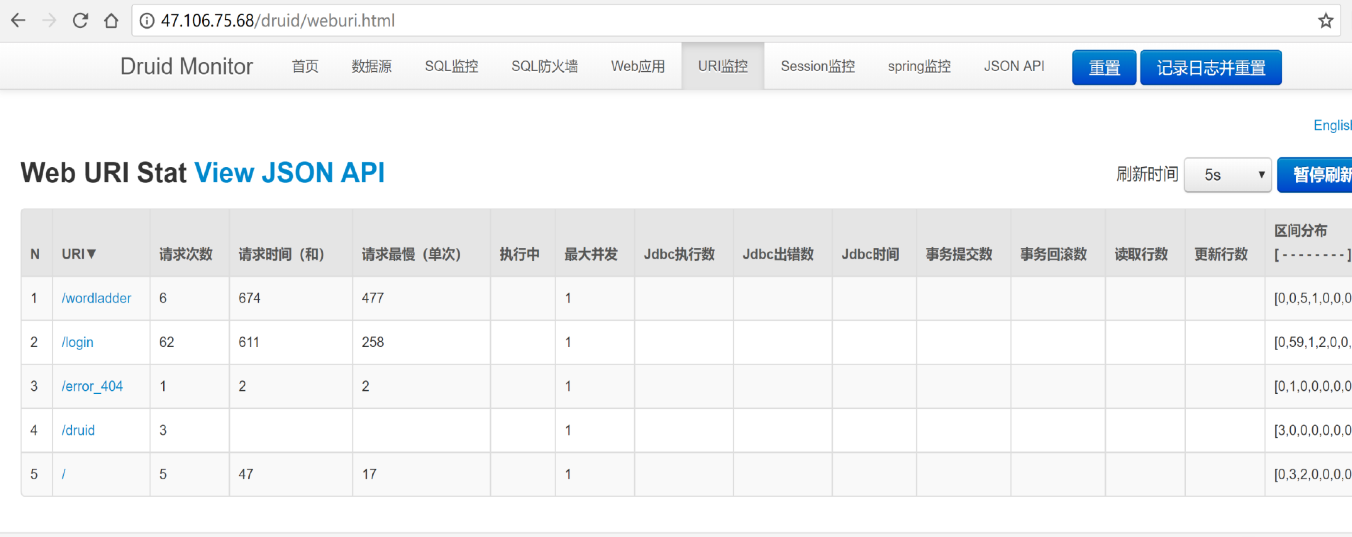 47.106.75.68/druid/weburi.html
Druid Monitor 首页 数据源 SQL监控 SQL防火墙 Web应用 URI监控 Session监控 spring监控 JSON API 重置 记录日志并重置
English
Web URI Stat View JSON API 刷新时间 5s 暂停刷新
N URI▼ 请求次数 请求时间（和） 请求最慢（单次） 执行中 最大并发 Jdbc执行数 Jdbc出错数 Jdbc时间 事务提交数 事务回滚数 读取行数 更新行数 区间分布
[ - - - - - - - - ]
1 /wordladder 6 674 477 1 [0,0,5,1,0,0,0
2 /login 62 611 258 1 [0,59,1,2,0,0,
3 /error_404 1 2 2 1 [0,1,0,0,0,0,0
4 /druid 3 1 [3,0,0,0,0,0,0
5 / 5 47 17 1 [0,3,2,0,0,0,0